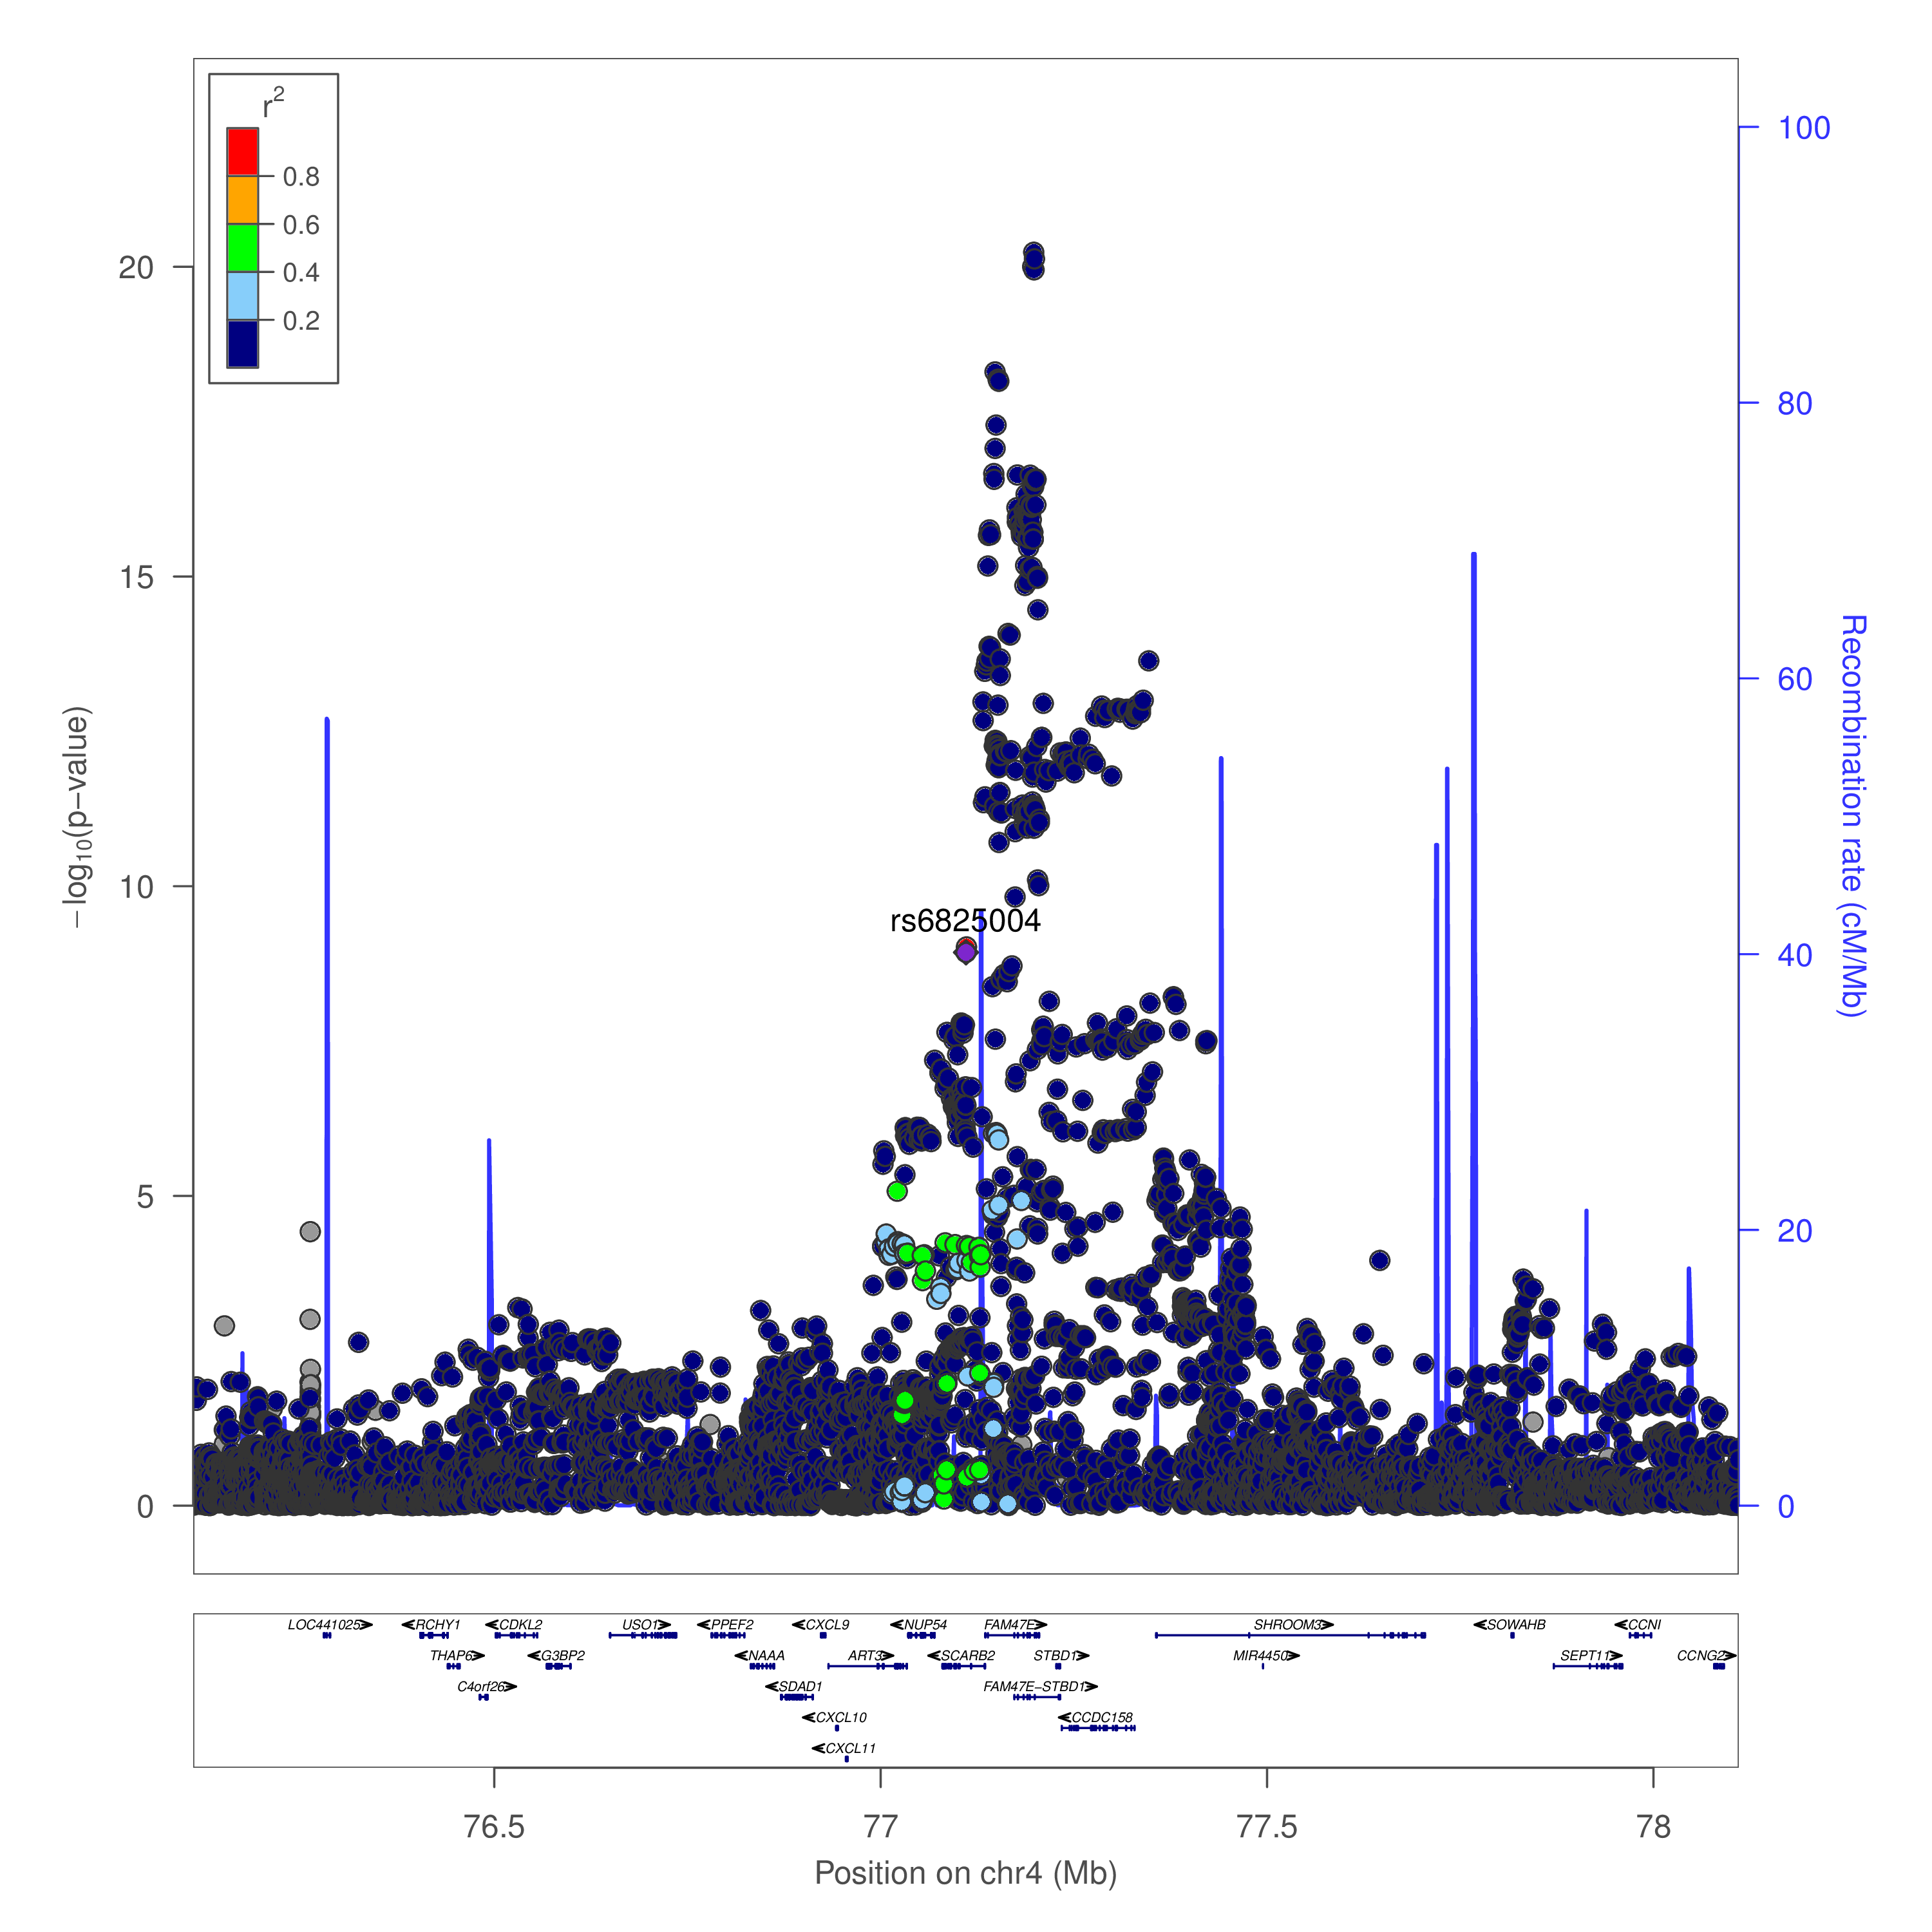 r2
0.8
0.6
0.4
0.2
20
15
10
5
0
−log10(p−value)
100
80
60
40
20
0
Recombination rate (cM/Mb)
rs6825004
LOC441025 RCHY1 CDKL2 USO1 PPEF2 CXCL9 NUP54 FAM47E SHROOM3 SOWAHB CCNI
THAP6 G3BP2 NAAA ART3 SCARB2 STBD1 MIR4450 SEPT11 CCNG2
C4orf26 SDAD1 FAM47E−STBD1
CXCL10 CCDC158
CXCL11
76.5 77 77.5 78
Position on chr4 (Mb)